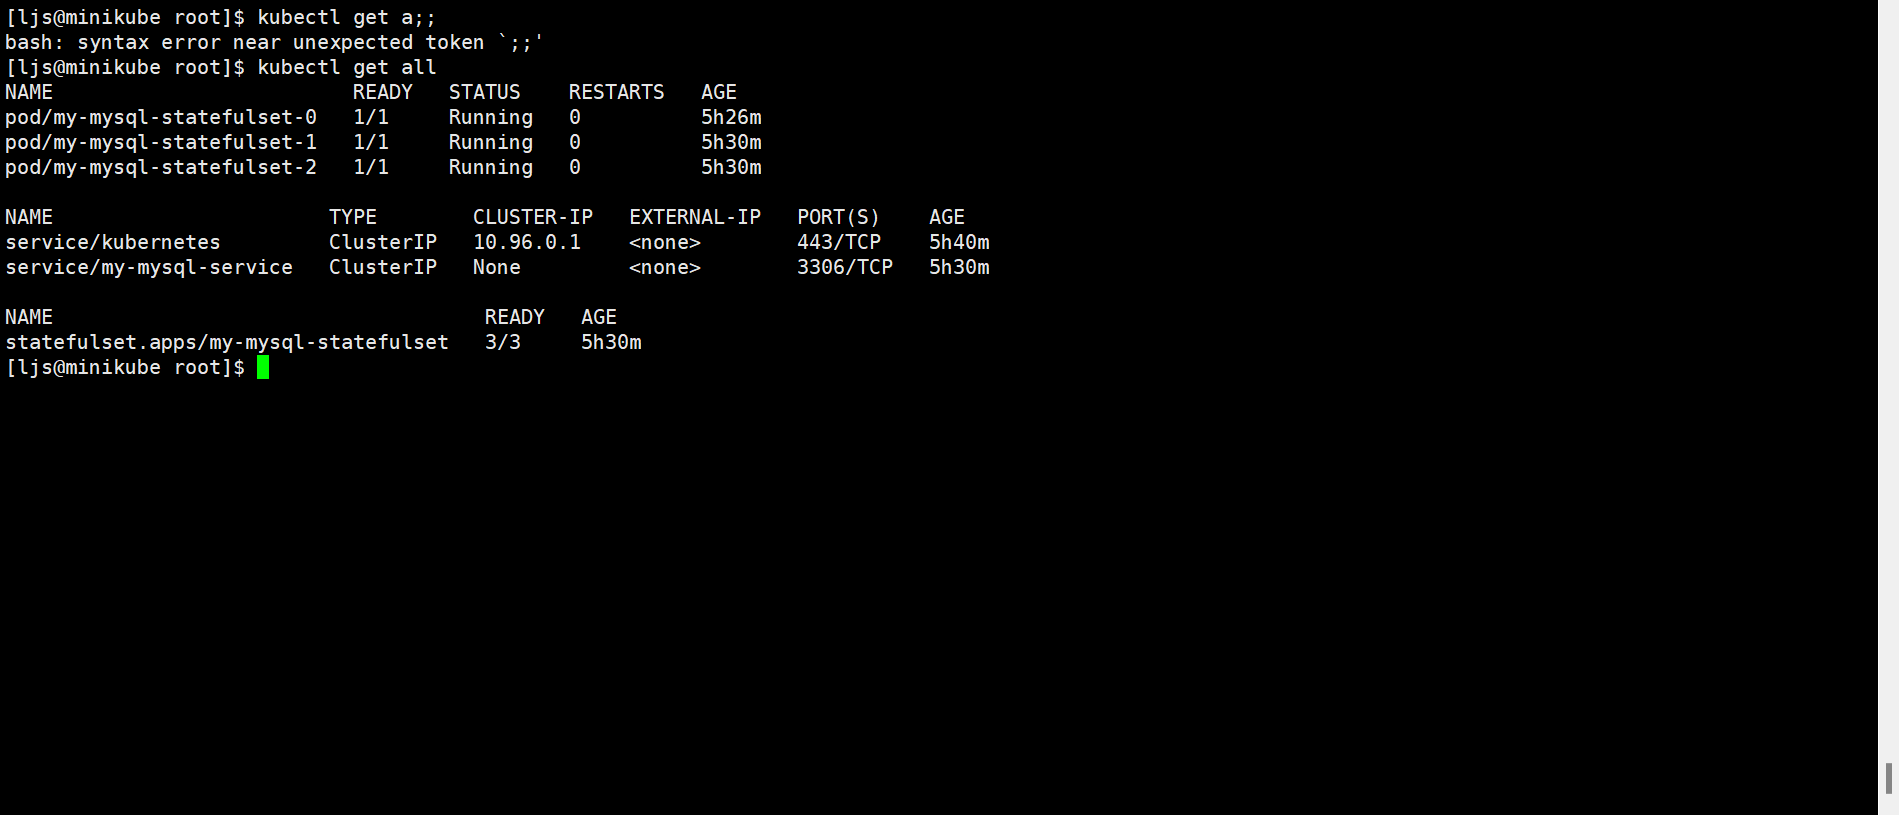 [ljs@minikube root]$ kubectl get a;;
bash: syntax error near unexpected token `;;'
[ljs@minikube root]$ kubectl get all
NAME                         READY   STATUS    RESTARTS   AGE
pod/my-mysql-statefulset-0   1/1     Running   0          5h26m
pod/my-mysql-statefulset-1   1/1     Running   0          5h30m
pod/my-mysql-statefulset-2   1/1     Running   0          5h30m

NAME                       TYPE        CLUSTER-IP   EXTERNAL-IP   PORT(S)    AGE
service/kubernetes         ClusterIP   10.96.0.1    <none>        443/TCP    5h40m
service/my-mysql-service   ClusterIP   None         <none>        3306/TCP   5h30m

NAME                                    READY   AGE
statefulset.apps/my-mysql-statefulset   3/3     5h30m
[ljs@minikube root]$